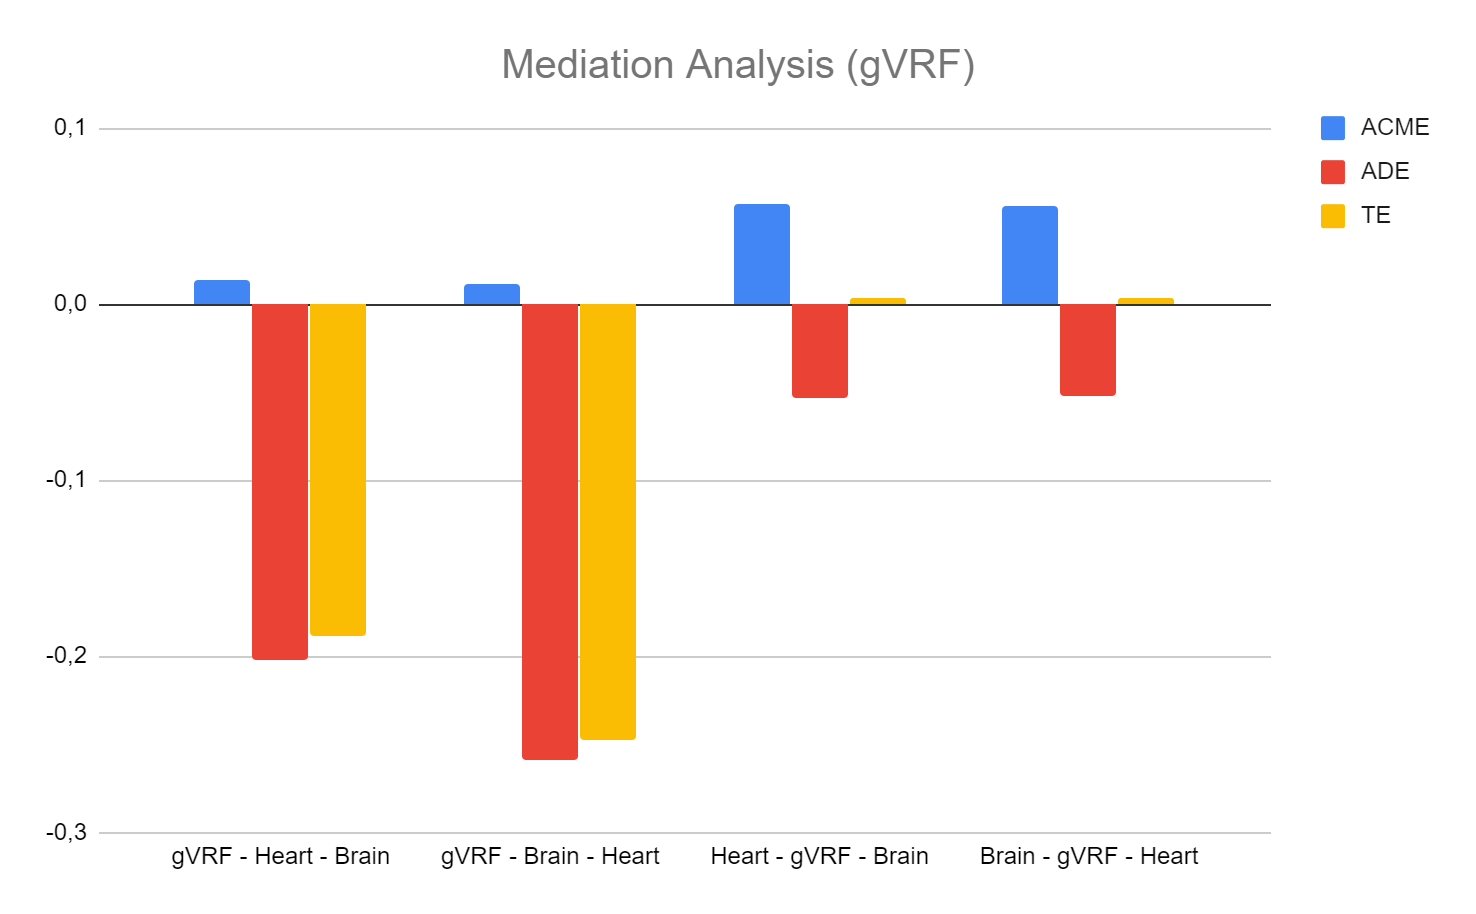 Mediation Analysis (gVRF)
ACME
ADE
TE
0,1
0,0
-0,1
-0,2
-0,3
gVRF - Heart - Brain
gVRF - Brain - Heart
Heart - gVRF - Brain
Brain - gVRF - Heart